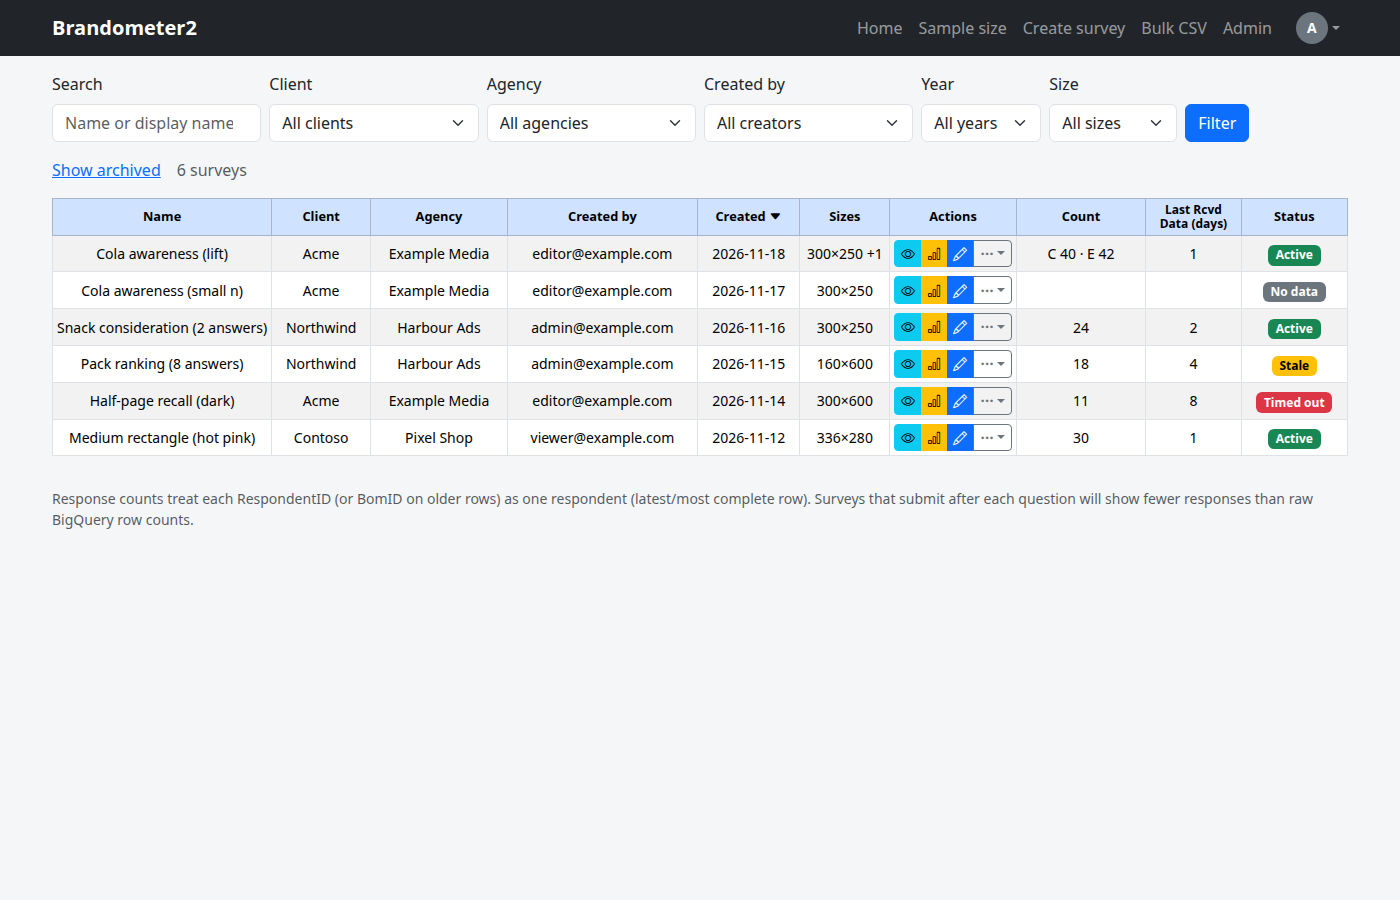 Brandometer2
Home Sample size Create survey Bulk CSV Admin A
Search Client Agency Created by Year Size
Name or display name All clients All agencies All creators All years All sizes Filter
Show archived 6 surveys
Name Client Agency Created by Created Sizes Actions Count Last Rcvd Data (days) Status
Cola awareness (lift) Acme Example Media editor@example.com 2026-11-18 300×250 +1 C 40 · E 42 1 Active
Cola awareness (small n) Acme Example Media editor@example.com 2026-11-17 300×250 No data
Snack consideration (2 answers) Northwind Harbour Ads admin@example.com 2026-11-16 300×250 24 2 Active
Pack ranking (8 answers) Northwind Harbour Ads admin@example.com 2026-11-15 160×600 18 4 Stale
Half-page recall (dark) Acme Example Media editor@example.com 2026-11-14 300×600 11 8 Timed out
Medium rectangle (hot pink) Contoso Pixel Shop viewer@example.com 2026-11-12 336×280 30 1 Active
Response counts treat each RespondentID (or BomID on older rows) as one respondent (latest/most complete row). Surveys that submit after each question will show fewer responses than raw
BigQuery row counts.